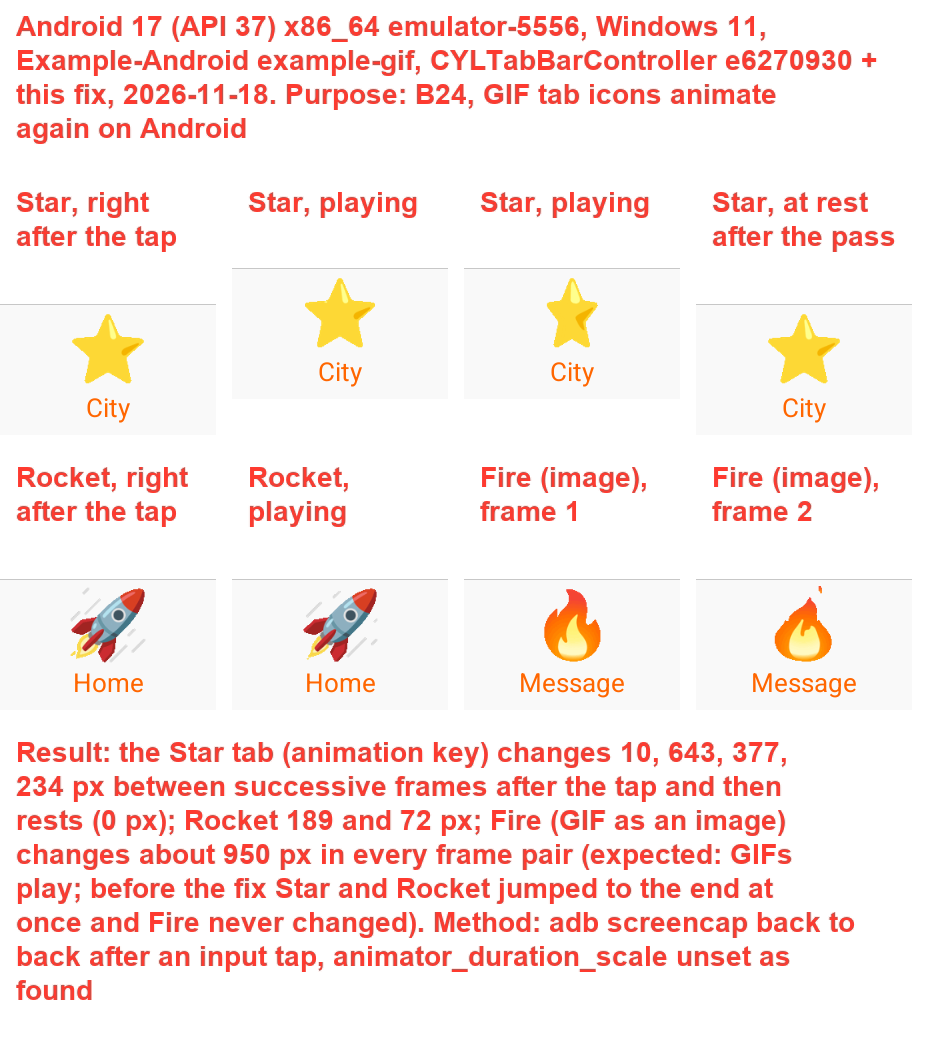 Android 17 (API 37) x86_64 emulator-5556, Windows 11,
Example-Android example-gif, CYLTabBarController e6270930 +
this fix, 2026-11-18. Purpose: B24, GIF tab icons animate
again on Android
Star, right
after the tap
Star, playing
Star, playing
Star, at rest
after the pass
City
City
City
City
Rocket, right
after the tap
Rocket,
playing
Fire (image),
frame 1
Fire (image),
frame 2
Home
Home
Message
Message
Result: the Star tab (animation key) changes 10, 643, 377,
234 px between successive frames after the tap and then
rests (0 px); Rocket 189 and 72 px; Fire (GIF as an image)
changes about 950 px in every frame pair (expected: GIFs
play; before the fix Star and Rocket jumped to the end at
once and Fire never changed). Method: adb screencap back to
back after an input tap, animator_duration_scale unset as
found